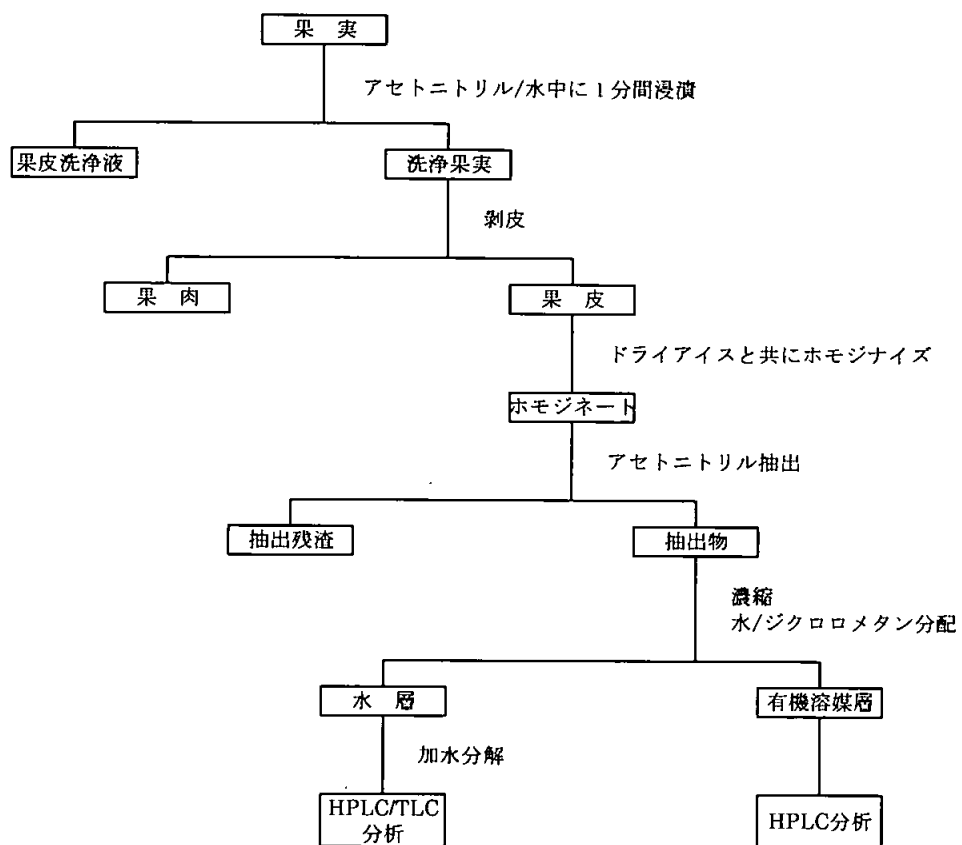 果 実
アセトニトリル/水中に1分間浸漬
果皮洗浄液
洗浄果実
剥皮
果 肉
果 皮
ドライアイスと共にホモジナイズ
ホモジネート
アセトニトリル抽出
抽出残渣
抽出物
濃縮
水/ジクロロメタン分配
水 層
有機溶媒層
加水分解
HPLC/TLC
分析
HPLC分析